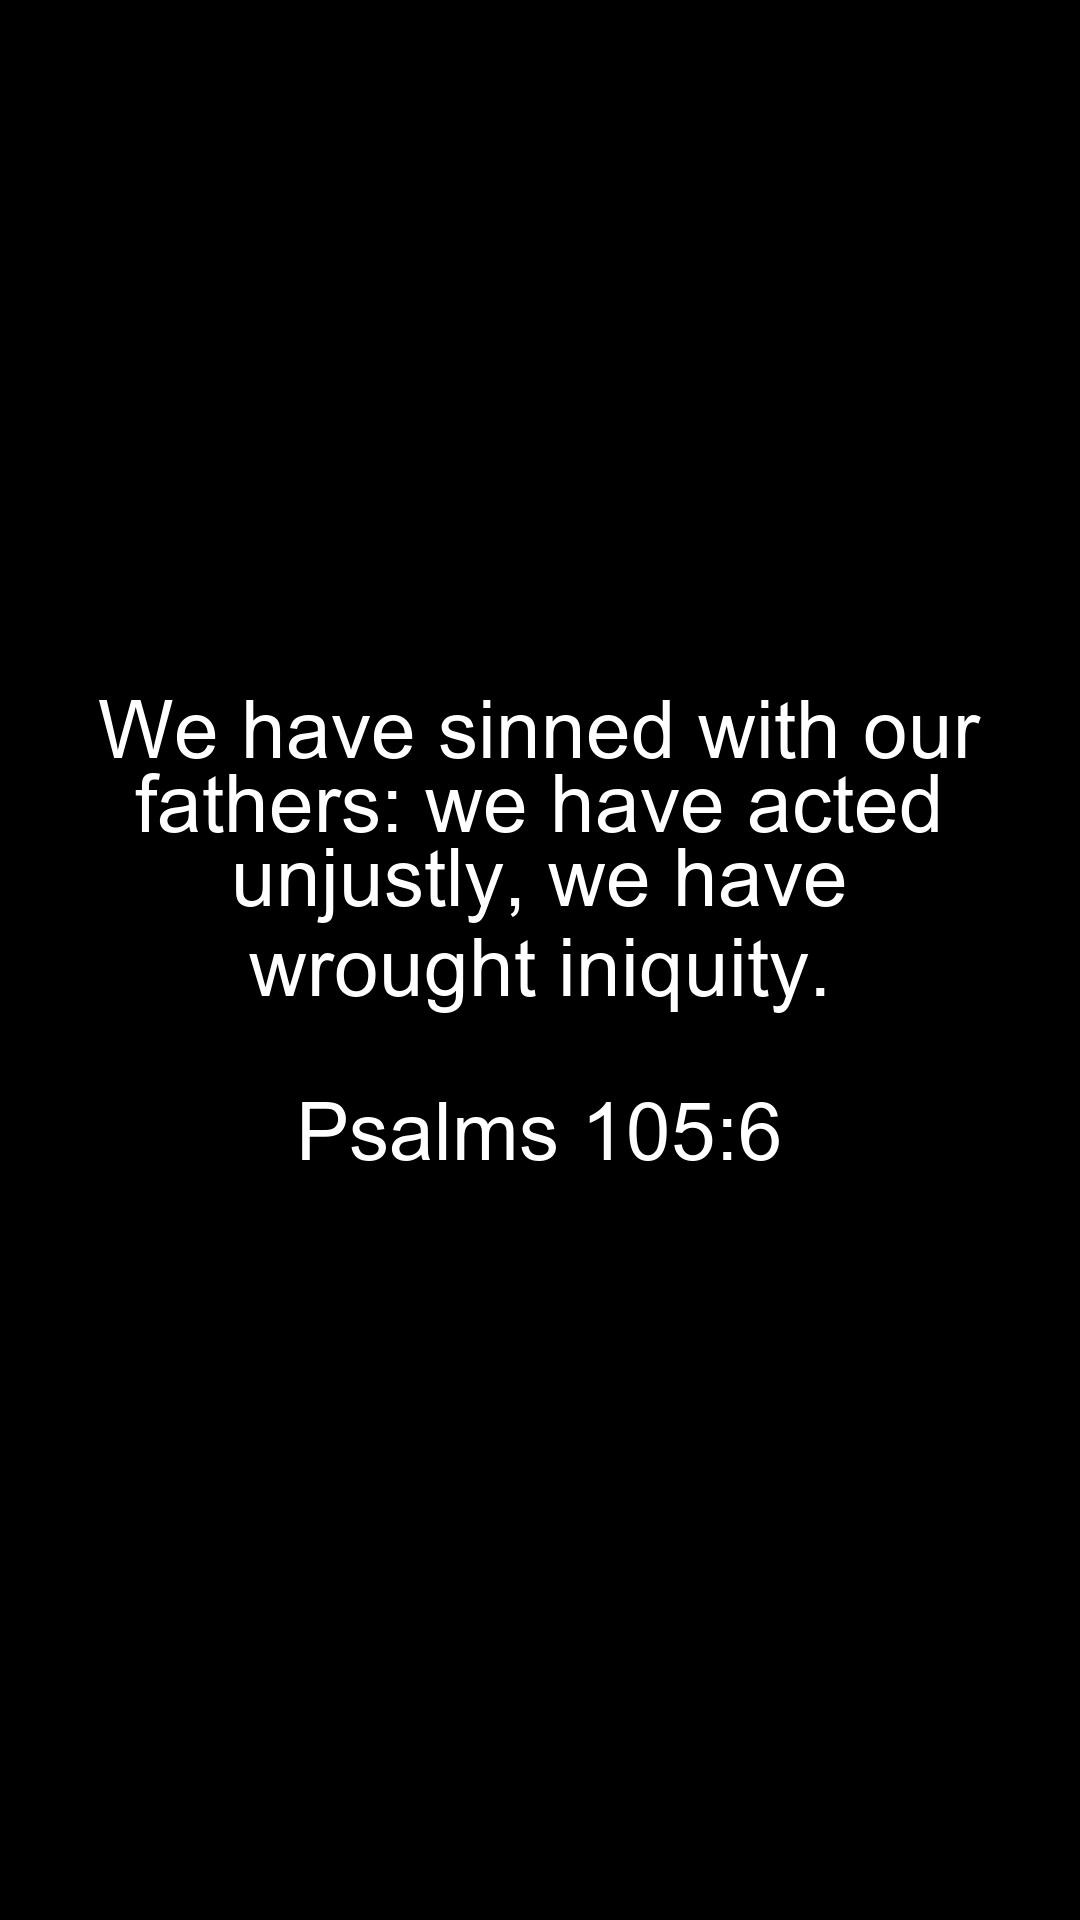 We have sinned with our
fathers: we have acted
unjustly, we have
wrought iniquity.
Psalms 105:6